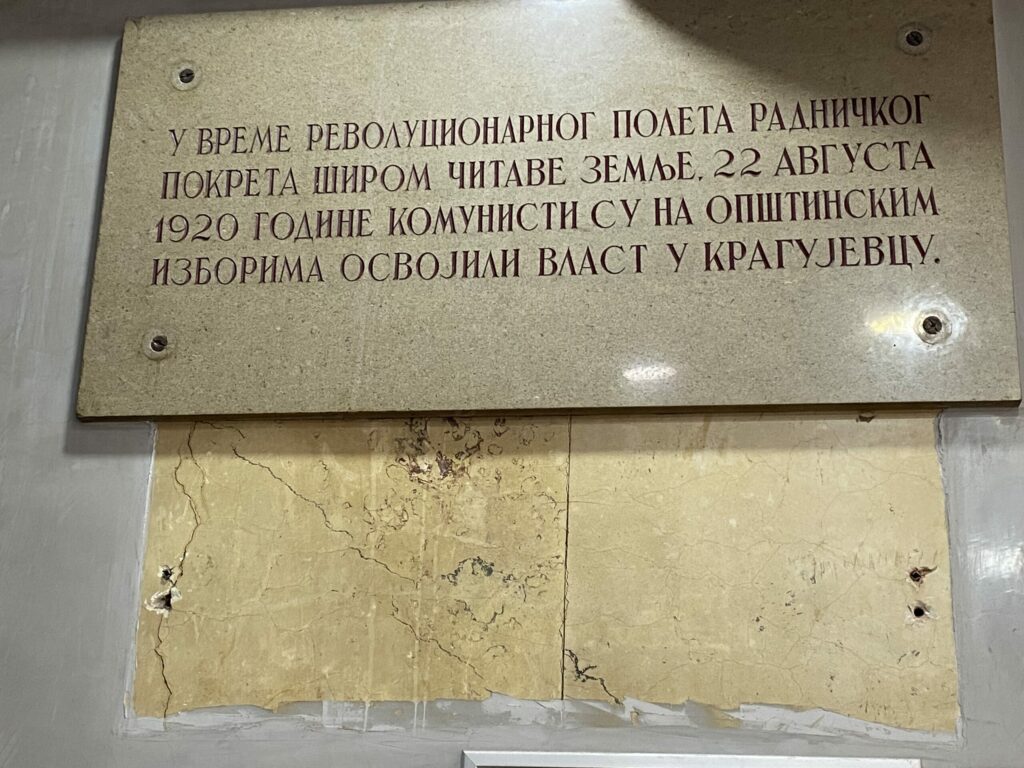 У ВРЕМЕ РЕВОЛУЦИОНАРНОГ ПОЛЕТА РАДНИЧКОГ
ПОКРЕТА ШИРОМ ЧИТАВЕ ЗЕМЉЕ, 22 АВГУСТА
1920 ГОДИНЕ КОМУНИСТИ СУ НА ОПШТИНСКИМ
ИЗБОРИМА ОСВОЈИЛИ ВЛАСТ У КРАГУЈЕВЦУ.